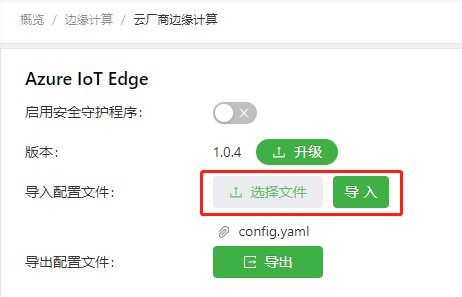 概览 / 边缘计算 / 云厂商边缘计算
Azure IoT Edge
启用安全守护程序:
版本: 1.0.4 升级
导入配置文件: 选择文件 导 入
config.yaml
导出配置文件: 导出